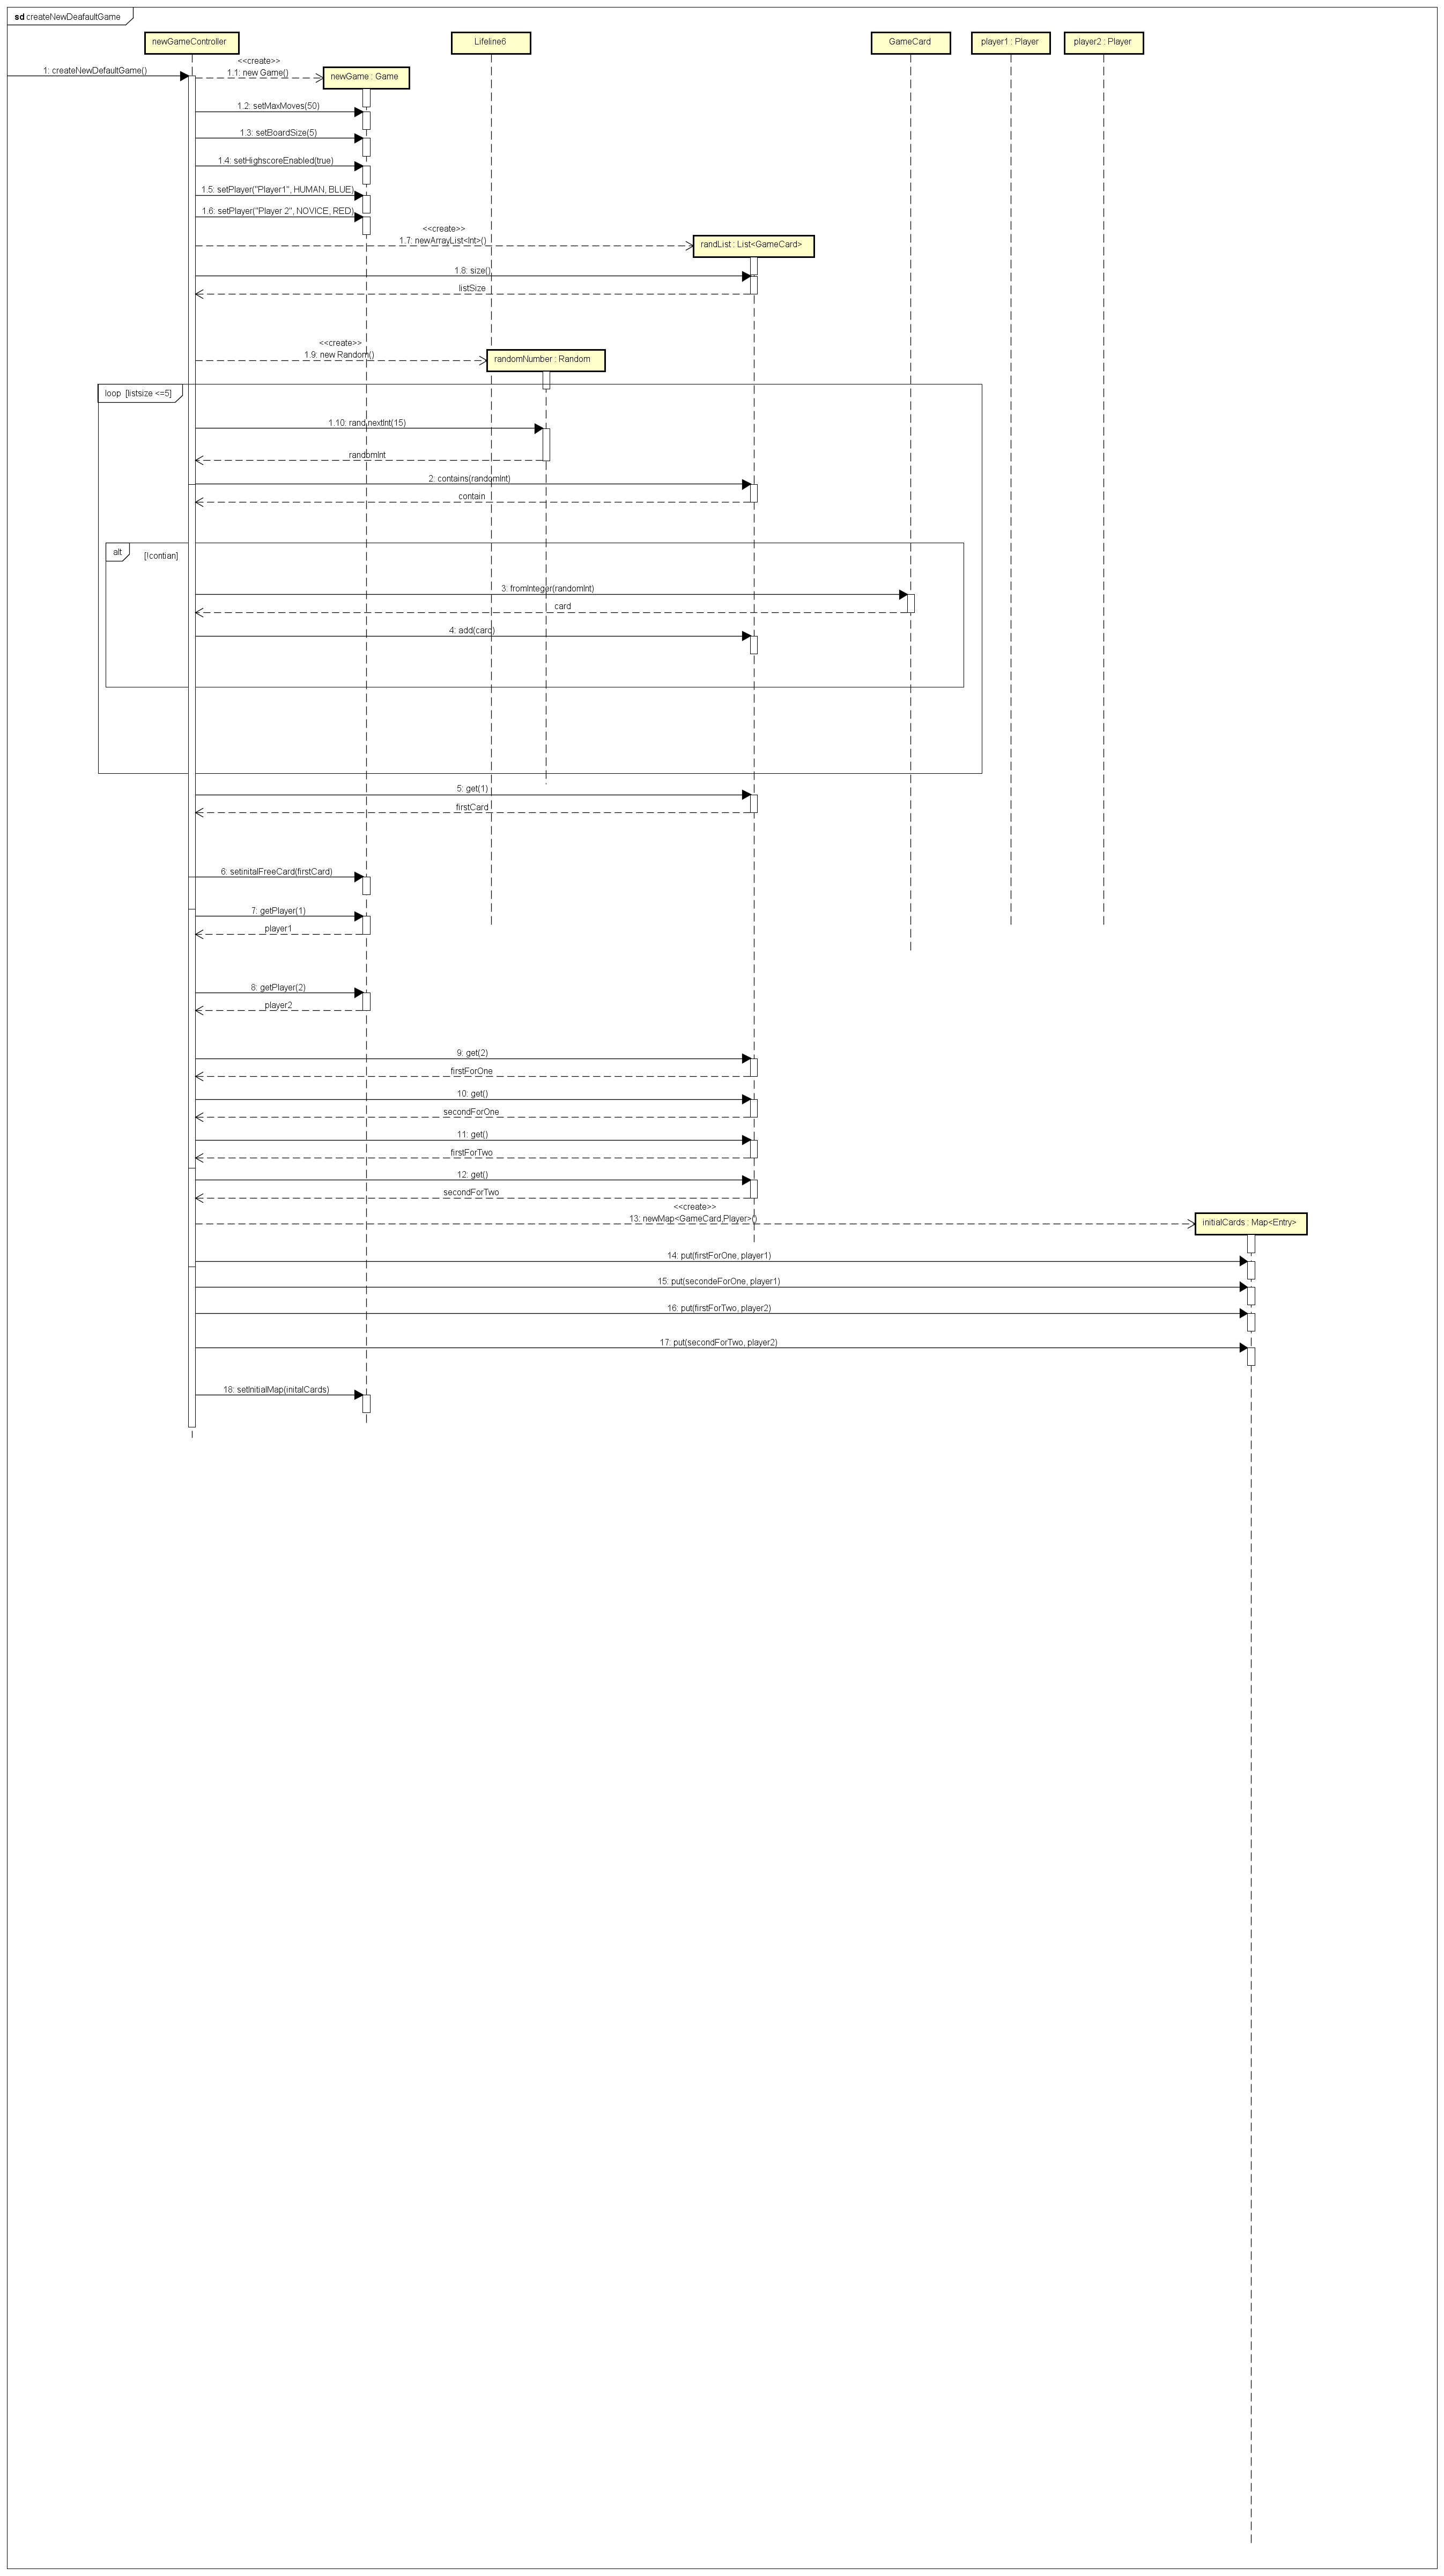 sd createNewDeafaultGame
newGameController
Lifeline6
GameCard
player1 : Player
player2 : Player
1: createNewDefaultGame()
<<create>>
1.1: new Game()
newGame : Game
1.2: setMaxMoves(50)
1.3: setBoardSize(5)
1.4: setHighscoreEnabled(true)
1.5: setPlayer("Player1", HUMAN, BLUE)
1.6: setPlayer("Player 2", NOVICE, RED)
<<create>>
1.7: newArrayList<Int>()
randList : List<GameCard>
1.8: size()
listSize
<<create>>
1.9: new Random()
randomNumber : Random
loop [listsize <=5]
1.10: rand.nextInt(15)
randomInt
2: contains(randomInt)
contain
alt
[!contian]
3: fromInteger(randomInt)
card
4: add(card)
5: get(1)
firstCard
6: setinitalFreeCard(firstCard)
7: getPlayer(1)
player1
8: getPlayer(2)
player2
9: get(2)
firstForOne
10: get()
secondForOne
11: get()
firstForTwo
12: get()
secondForTwo
<<create>>
13: newMap<GameCard,Player>()
initialCards : Map<Entry>
14: put(firstForOne, player1)
15: put(secondeForOne, player1)
16: put(firstForTwo, player2)
17: put(secondForTwo, player2)
18: setInitialMap(initalCards)